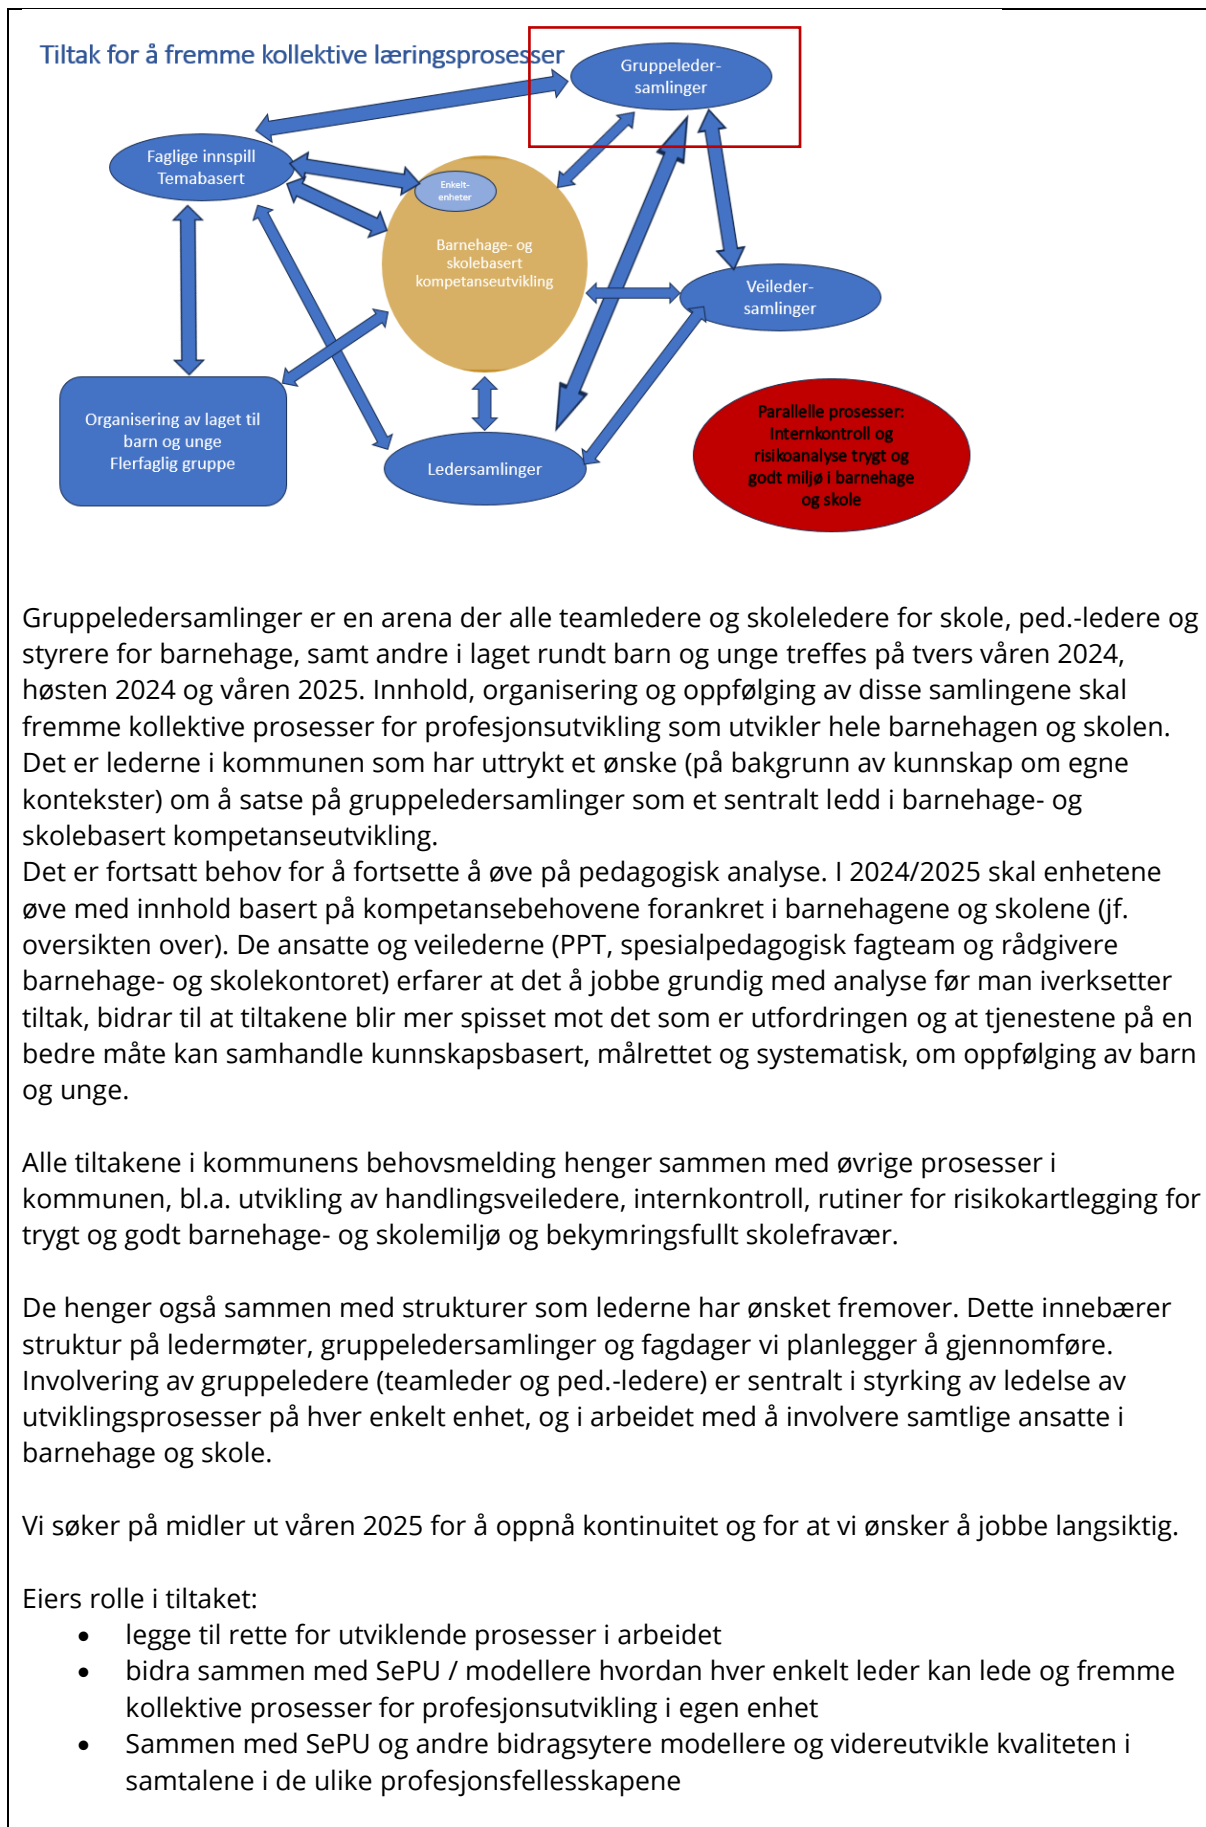 Tiltak for å fremme kollektive læringsprosesser
Gruppeleder-
samlinger
Faglige innspill
Temabasert
Enkelt-
enheter
Barnehage- og
skolebasert
kompetanseutvikling
Veileder-
samlinger
Organisering av laget til
barn og unge
Flerfaglig gruppe
Ledersamlinger
Parallelle prosesser:
Internkontroll og
risikoanalyse trygt og
godt miljø i barnehage
og skole
Gruppeledersamlinger er en arena der alle teamledere og skoleledere for skole, ped.-ledere og
styrere for barnehage, samt andre i laget rundt barn og unge treffes på tvers våren 2024,
høsten 2024 og våren 2025. Innhold, organisering og oppfølging av disse samlingene skal
fremme kollektive prosesser for profesjonsutvikling som utvikler hele barnehagen og skolen.
Det er lederne i kommunen som har uttrykt et ønske (på bakgrunn av kunnskap om egne
kontekster) om å satse på gruppeledersamlinger som et sentralt ledd i barnehage- og
skolebasert kompetanseutvikling.
Det er fortsatt behov for å fortsette å øve på pedagogisk analyse. I 2024/2025 skal enhetene
øve med innhold basert på kompetansebehovene forankret i barnehagene og skolene (jf.
oversikten over). De ansatte og veilederne (PPT, spesialpedagogisk fagteam og rådgivere
barnehage- og skolekontoret) erfarer at det å jobbe grundig med analyse før man iverksetter
tiltak, bidrar til at tiltakene blir mer spisset mot det som er utfordringen og at tjenestene på en
bedre måte kan samhandle kunnskapsbasert, målrettet og systematisk, om oppfølging av barn
og unge.
Alle tiltakene i kommunens behovsmelding henger sammen med øvrige prosesser i
kommunen, bl.a. utvikling av handlingsveiledere, internkontroll, rutiner for risikokartlegging for
trygt og godt barnehage- og skolemiljø og bekymringsfullt skolefravær.
De henger også sammen med strukturer som lederne har ønsket fremover. Dette innebærer
struktur på ledermøter, gruppeledersamlinger og fagdager vi planlegger å gjennomføre.
Involvering av gruppeledere (teamleder og ped.-ledere) er sentralt i styrking av ledelse av
utviklingsprosesser på hver enkelt enhet, og i arbeidet med å involvere samtlige ansatte i
barnehage og skole.
Vi søker på midler ut våren 2025 for å oppnå kontinuitet og for at vi ønsker å jobbe langsiktig.
Eiers rolle i tiltaket:
• legge til rette for utviklende prosesser i arbeidet
• bidra sammen med SePU / modellere hvordan hver enkelt leder kan lede og fremme
kollektive prosesser for profesjonsutvikling i egen enhet
• Sammen med SePU og andre bidragsytere modellere og videreutvikle kvaliteten i
samtalene i de ulike profesjonsfellesskapene